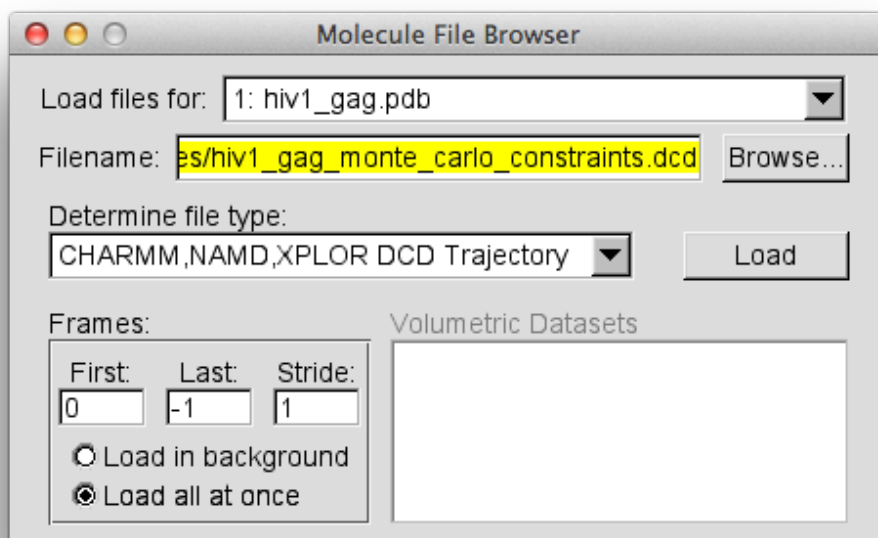 Molecule File Browser
Load files for: 1: hiv1_gag.pdb
Filename: es/hiv1_gag_monte_carlo_constraints.dcd Browse...
Determine file type:
CHARMM,NAMD,XPLOR DCD Trajectory Load
Frames: Volumetric Datasets
First: Last: Stride:
0 -1 1
Load in background
Load all at once